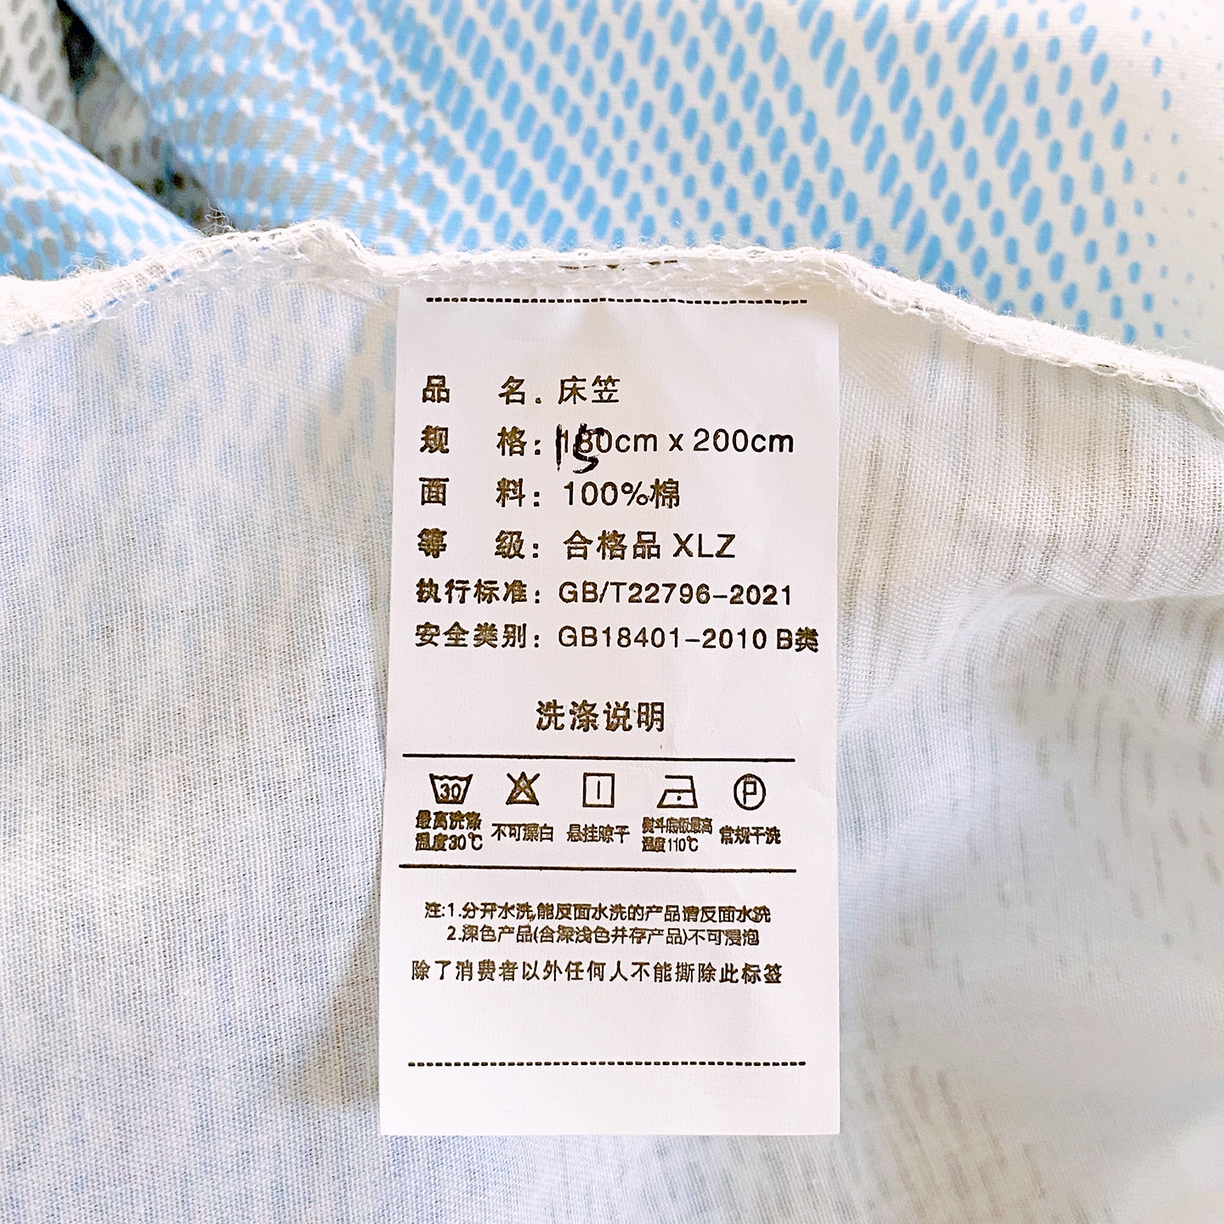 品 名. 床笠
规 格: 180cm x 200cm
15
面 料: 100%棉
等 级: 合格品 XLZ
执行标准: GB/T22796-2021
安全类别: GB18401-2010 B类
洗涤说明
30 P
最高洗涤 不可漂白 悬挂晾干 熨斗底板最高 常规干洗
温度30℃ 温度110℃
注:1.分开水洗,能反面水洗的产品请反面水洗
2.深色产品(含深浅色并存产品)不可浸泡
除了消费者以外任何人不能撕除此标签